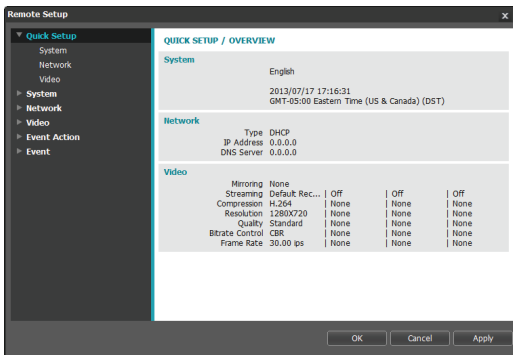 Remote Setup x
Quick Setup
System
Network
Video
System
Network
Video
Event Action
Event
QUICK SETUP / OVERVIEW
System
English
2013/07/17 17:16:31
GMT-05:00 Eastern Time (US & Canada) (DST)
Network
Type DHCP
IP Address 0.0.0.0
DNS Server 0.0.0.0
Video
Mirroring None
Streaming Default Rec... | Off | Off | Off
Compression H.264 | None | None | None
Resolution 1280X720 | None | None | None
Quality Standard | None | None | None
Bitrate Control CBR | None | None | None
Frame Rate 30.00 ips | None | None | None
OK Cancel Apply